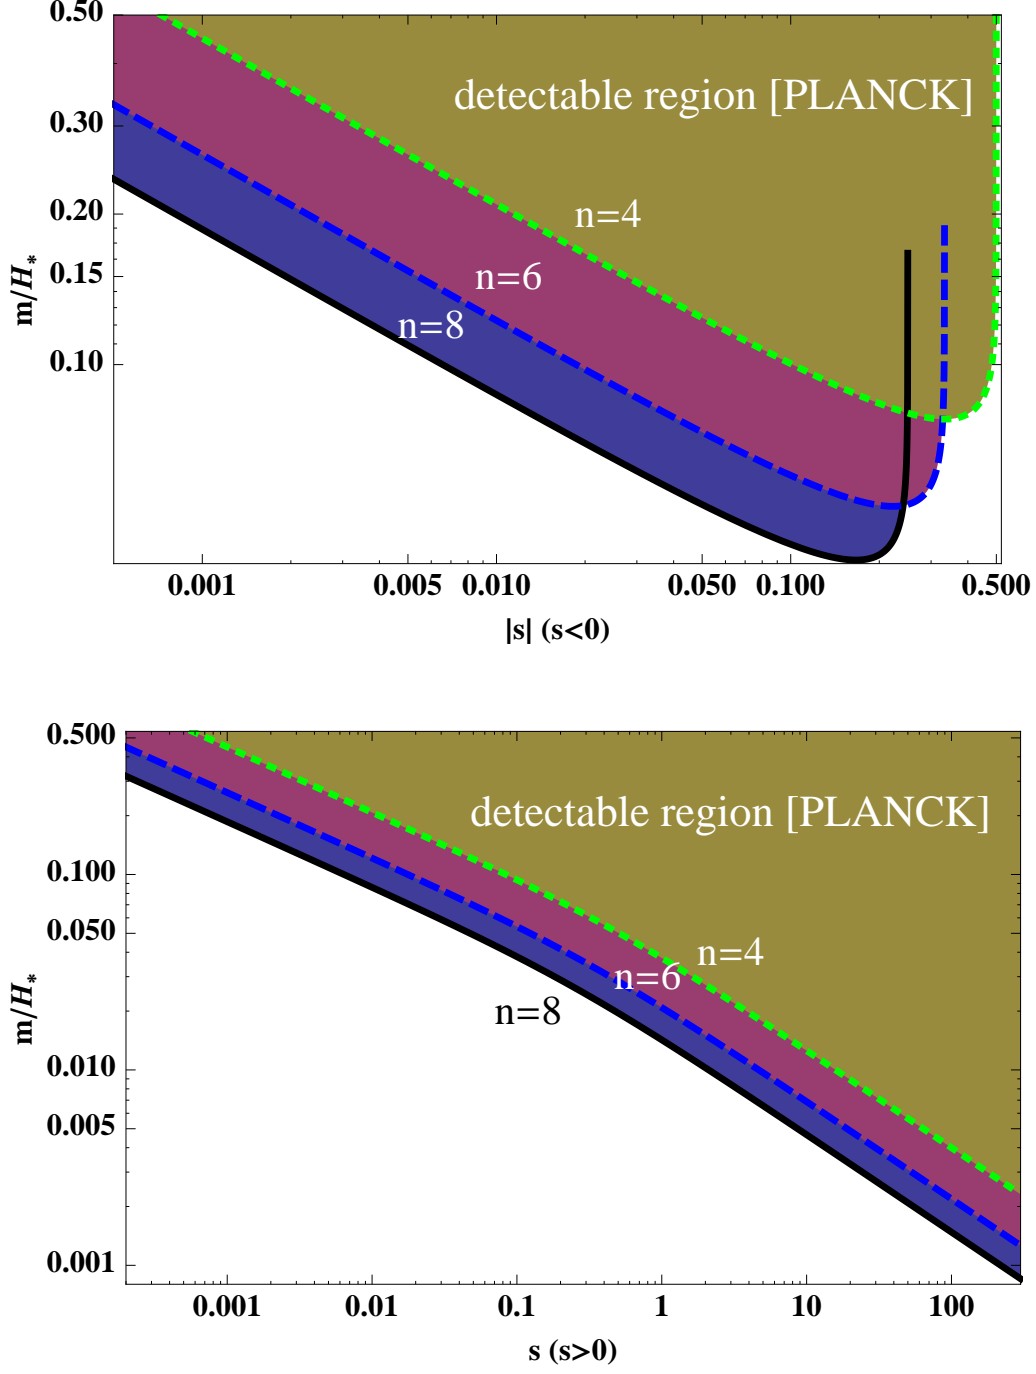 0.50
detectable region [PLANCK]
0.30
n=4
0.20
n=6
0.15
n=8
0.10
m/H*
0.001 0.005 0.010 0.050 0.100 0.500
|s| (s<0)
0.500
detectable region [PLANCK]
0.100
0.050
n=4
n=6
n=8
m/H*
0.010
0.005
0.001
0.001 0.01 0.1 1 10 100
s (s>0)